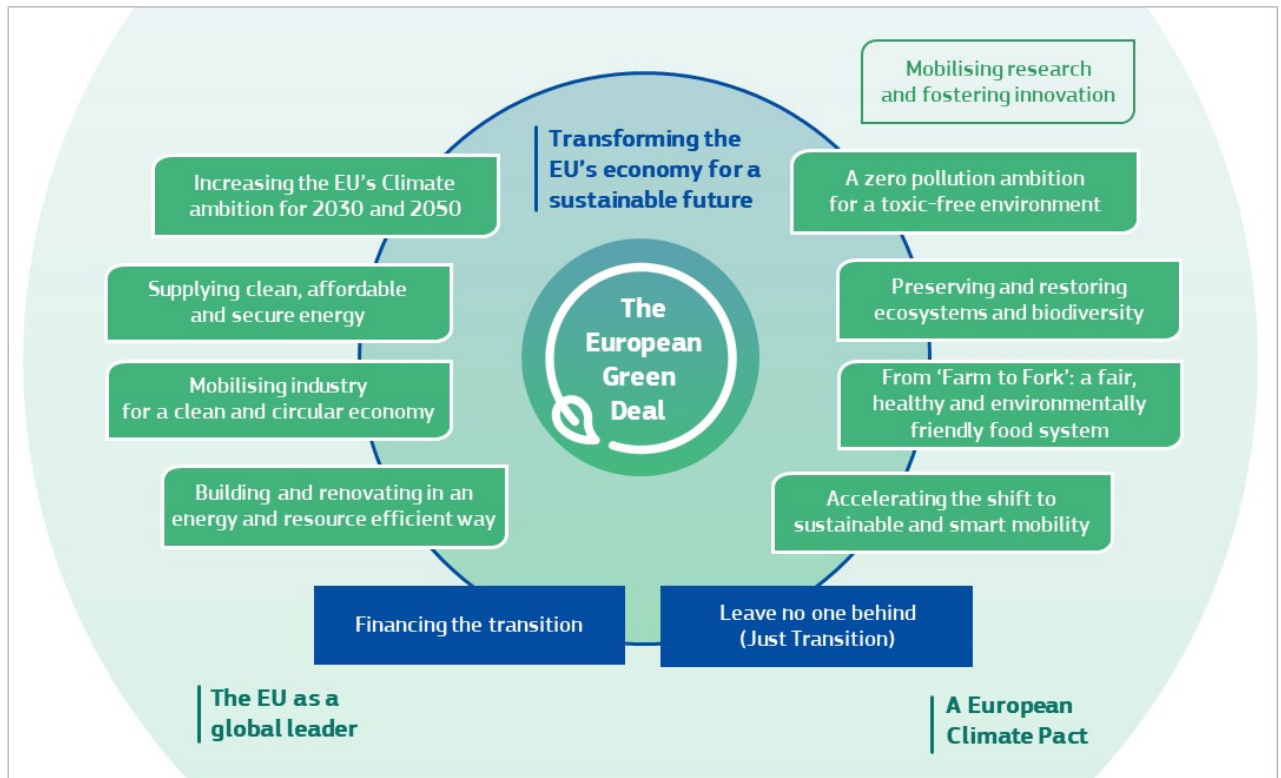 Mobilising research
and fostering innovation
Transforming the
EU's economy for a
sustainable future
Increasing the EU's Climate
ambition for 2030 and 2050
A zero pollution ambition
for a toxic-free environment
Supplying clean, affordable
and secure energy
Preserving and restoring
ecosystems and biodiversity
The
European
Green
Deal
Mobilising industry
for a clean and circular economy
From ‘Farm to Fork’: a fair,
healthy and environmentally
friendly food system
Building and renovating in an
energy and resource efficient way
Accelerating the shift to
sustainable and smart mobility
Financing the transition
Leave no one behind
(Just Transition)
The EU as a
global leader
A European
Climate Pact